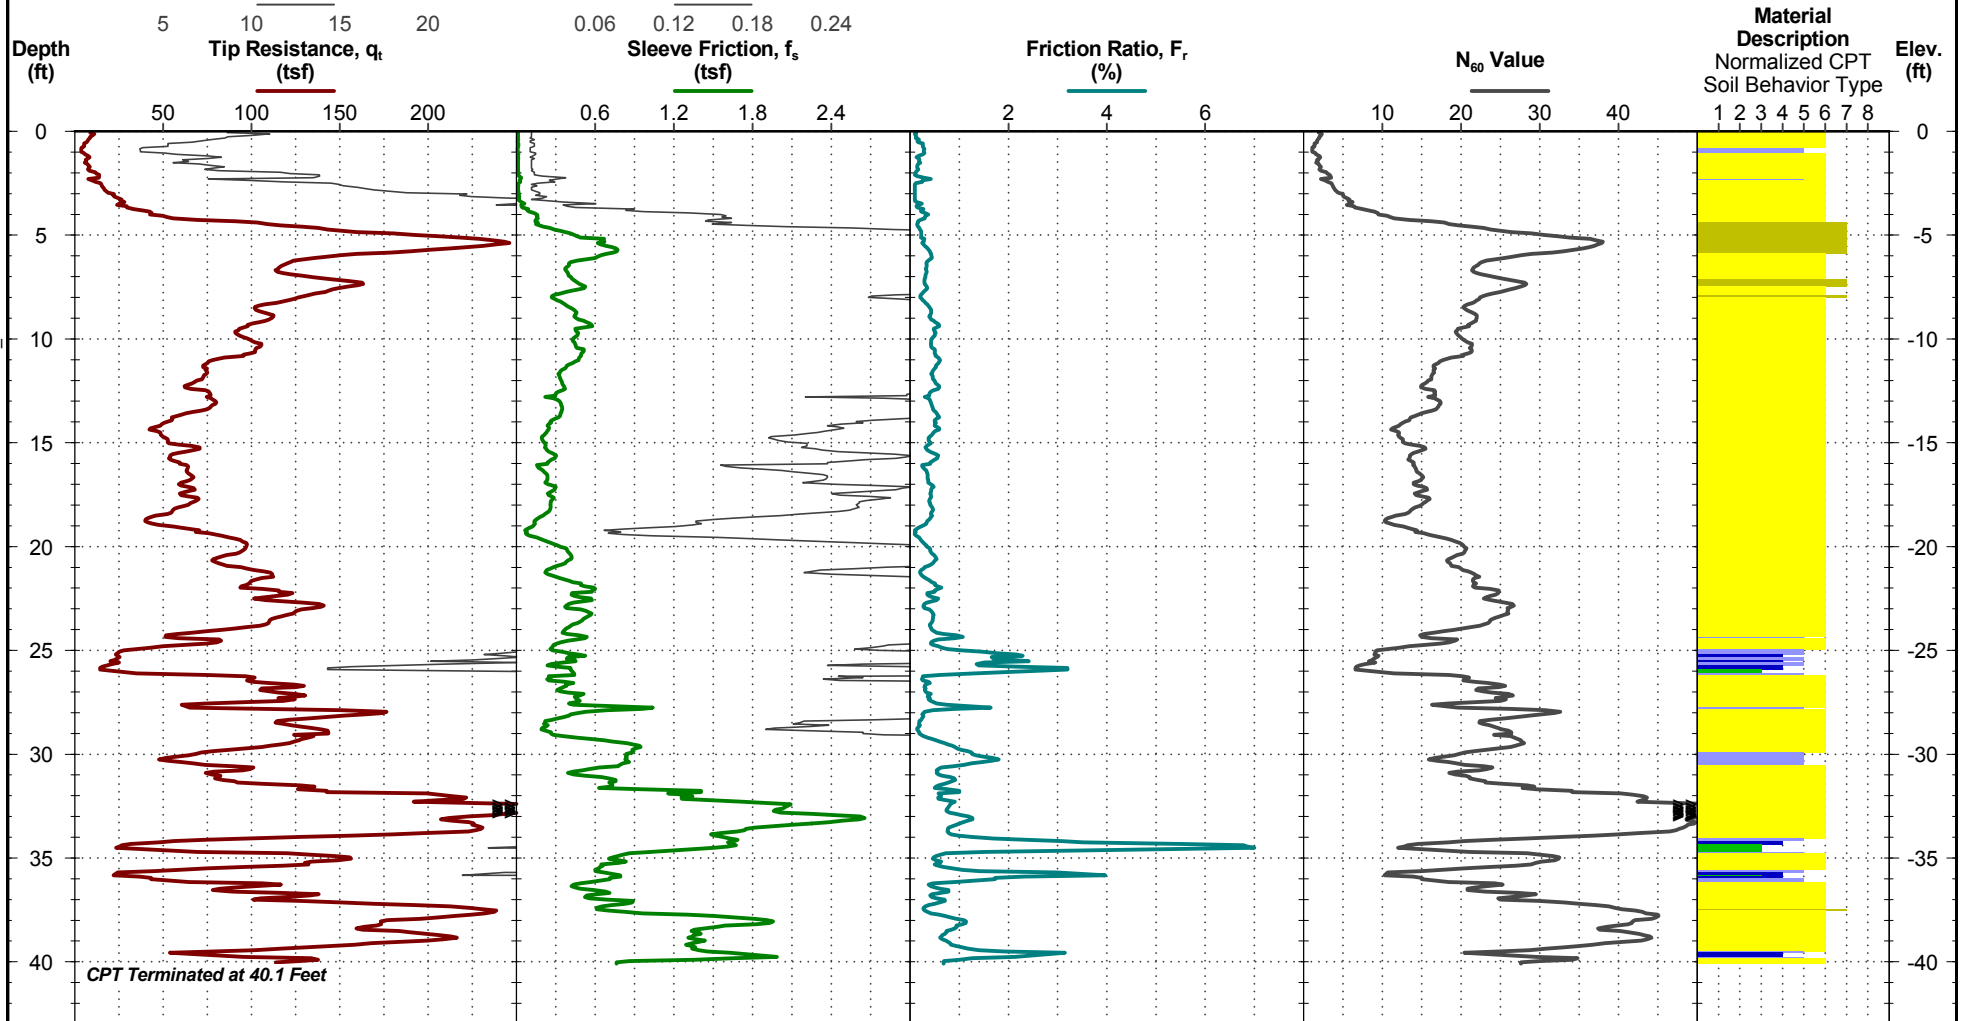 5 10 15 20 0.06 0.12 0.18 0.24
Depth
(ft)
Tip Resistance, qt
(tsf)
Sleeve Friction, fs
(tsf)
Friction Ratio, Fr
(%)
N60 Value
Material
Description
Normalized CPT
Soil Behavior Type
Elev.
(ft)
50 100 150 200 0.6 1.2 1.8 2.4 2 4 6 10 20 30 40 1 2 3 4 5 6 7 8
0 0
5 -5
10 -10
15 -15
20 -20
25 -25
30 -30
35 -35
40 -40
CPT Terminated at 40.1 Feet